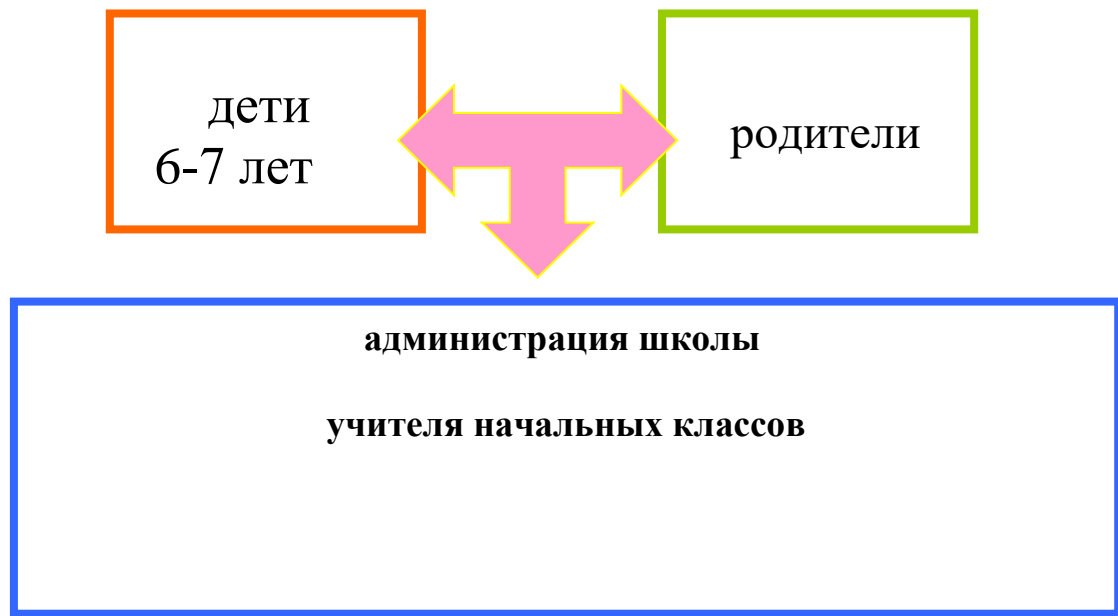 дети
6-7 лет
родители
администрация школы
учителя начальных классов